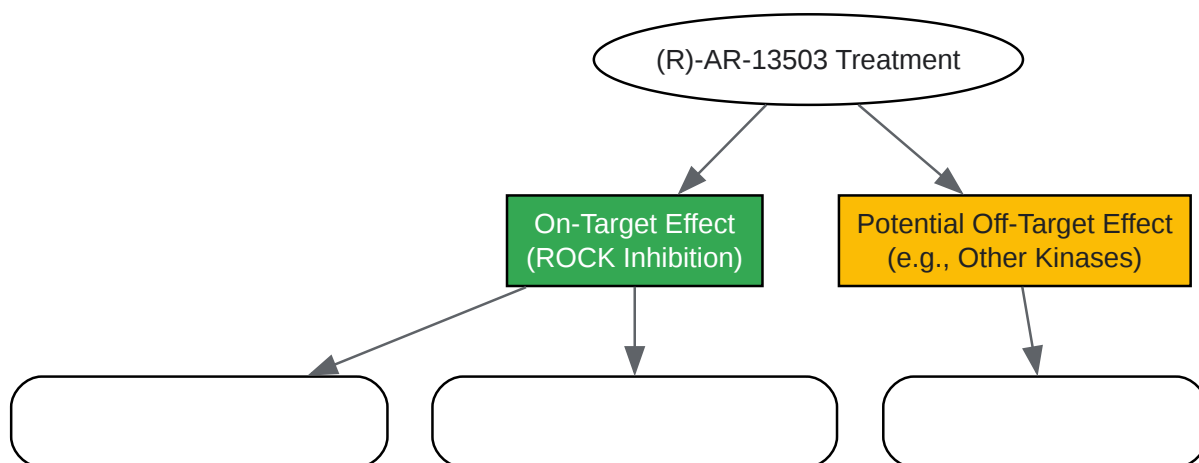 (R)-AR-13503 Treatment
On-Target Effect
(ROCK Inhibition)
Potential Off-Target Effect
(e.g., Other Kinases)